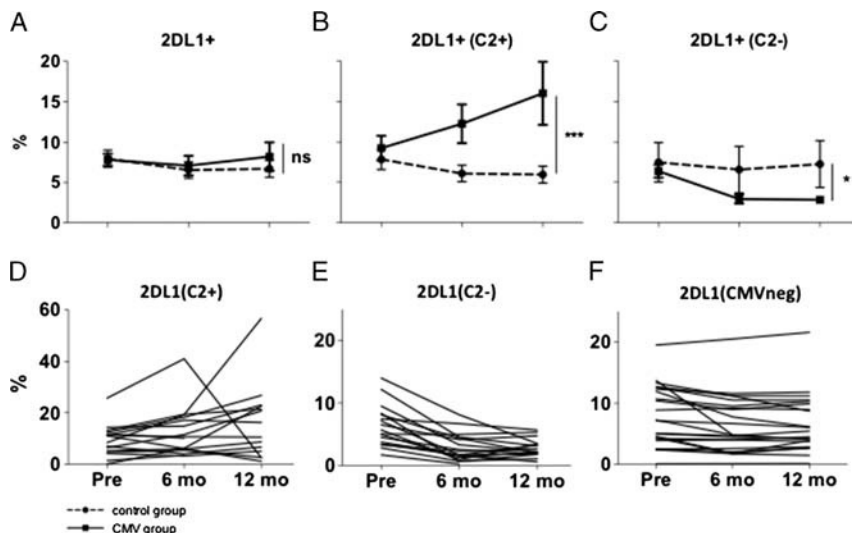 A
B
C
2DL1+
2DL1+ (C2+)
2DL1+ (C2-)
20
15
10
5
0
%
ns
***
*
D
E
F
2DL1(C2+)
2DL1(C2-)
2DL1(CMVneg)
60
40
20
0
%
20
10
0
20
10
0
Pre 6 mo 12 mo
Pre 6 mo 12 mo
Pre 6 mo 12 mo
control group
CMV group